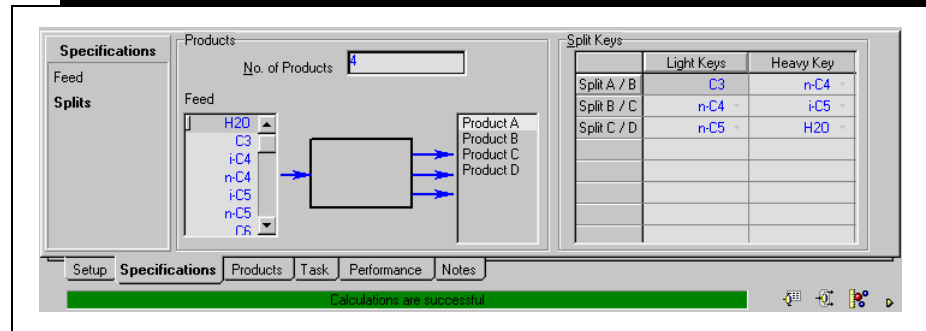 Specifications
Feed
Splits
Products
No. of Products 4
Feed
H2O
C3
i-C4
n-C4
i-C5
n-C5
C6
Product A
Product B
Product C
Product D
Split Keys
Light Keys Heavy Key
Split A / B C3 n-C4
Split B / C n-C4 i-C5
Split C / D n-C5 H2O
Setup Specifications Products Task Performance Notes
Calculations are successful